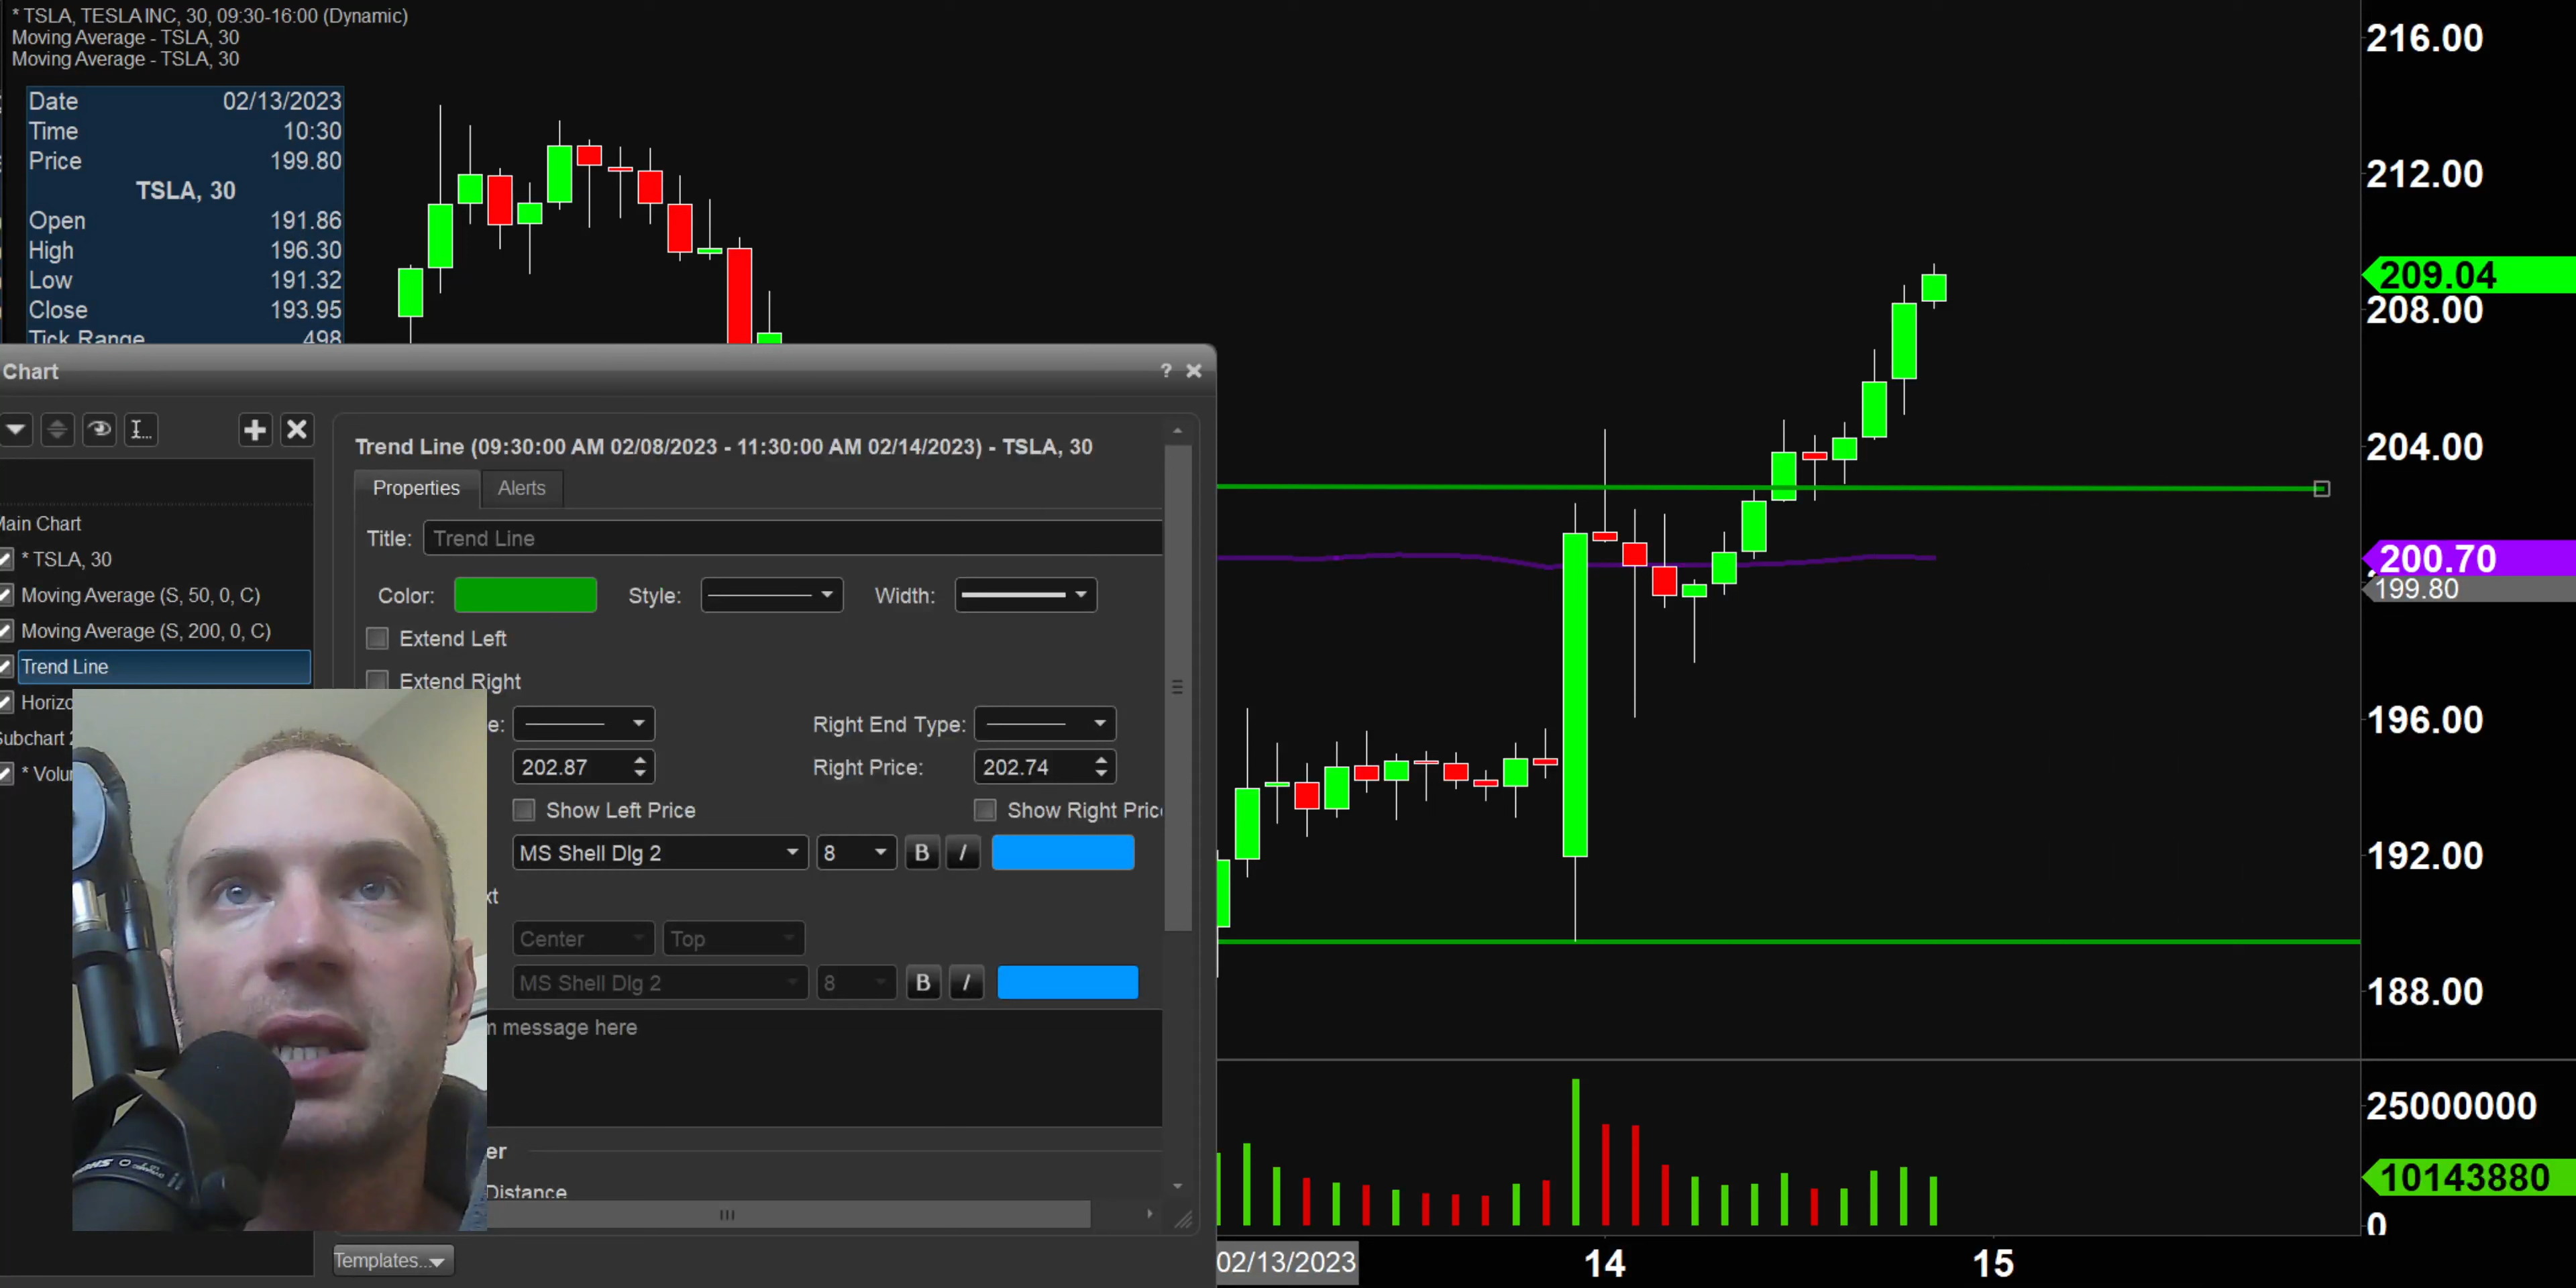 * TSLA, TESLA INC, 30, 09:30-16:00 (Dynamic)
Moving Average - TSLA, 30
Moving Average - TSLA, 30
Date 02/13/2023
Time 10:30
Price 199.80
TSLA, 30
Open 191.86
High 196.30
Low 191.32
Close 193.95
Tick Range 498
Chart
?
Trend Line (09:30:00 AM 02/08/2023 - 11:30:00 AM 02/14/2023) - TSLA, 30
Properties Alerts
Title: Trend Line
Color: Style: Width:
Extend Left
Extend Right
Right End Type:
202.87 Right Price: 202.74
Show Left Price Show Right Pric
MS Shell Dlg 2 8 B I
xt
Center Top
MS Shell Dlg 2 8 B I
message here
er
Distance
Main Chart
* TSLA, 30
Moving Average (S, 50, 0, C)
Moving Average (S, 200, 0, C)
Trend Line
Horizo
Subchart 2
* Volu
Templates...
216.00
212.00
209.04
208.00
204.00
200.70
199.80
196.00
192.00
188.00
25000000
10143880
0
02/13/2023 14 15